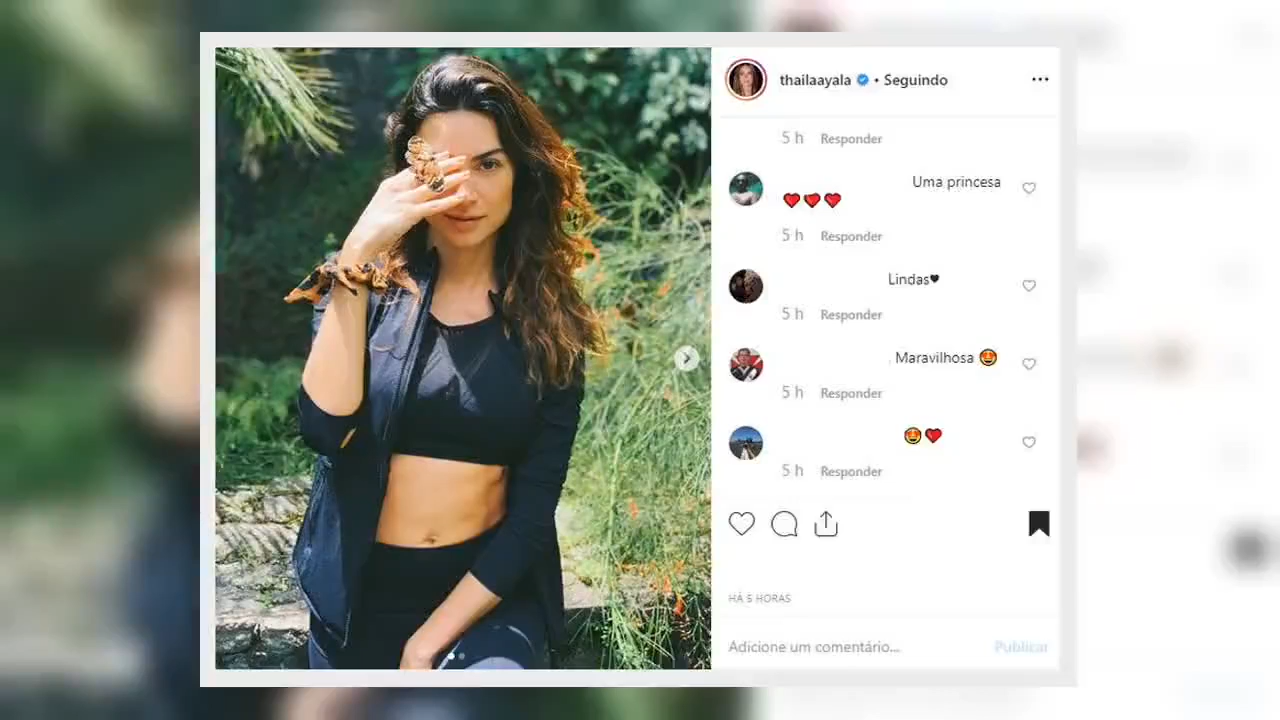 thailaayala • Seguindo
5 h Responder
Uma princesa
5 h Responder
Lindas
5 h Responder
Maravilhosa
5 h Responder
5 h Responder
HÁ 5 HORAS
Adicione um comentário... Publicar